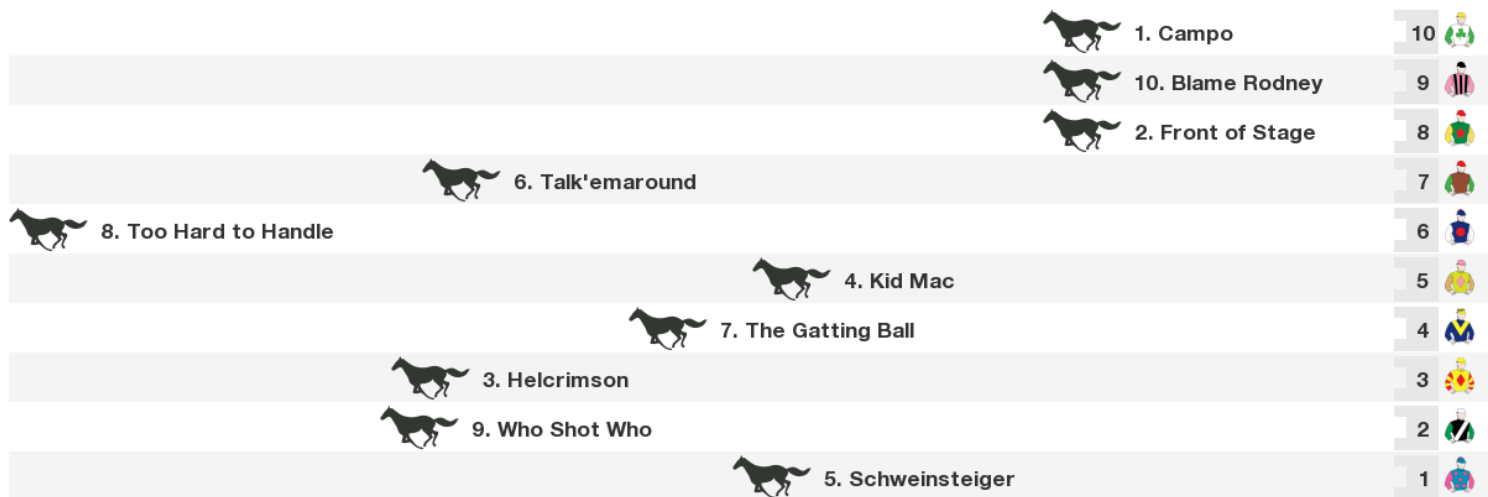 1. Campo 10
10. Blame Rodney 9
2. Front of Stage 8
6. Talk'emaround 7
8. Too Hard to Handle 6
4. Kid Mac 5
7. The Gatting Ball 4
3. Helcrimson 3
9. Who Shot Who 2
5. Schweinsteiger 1